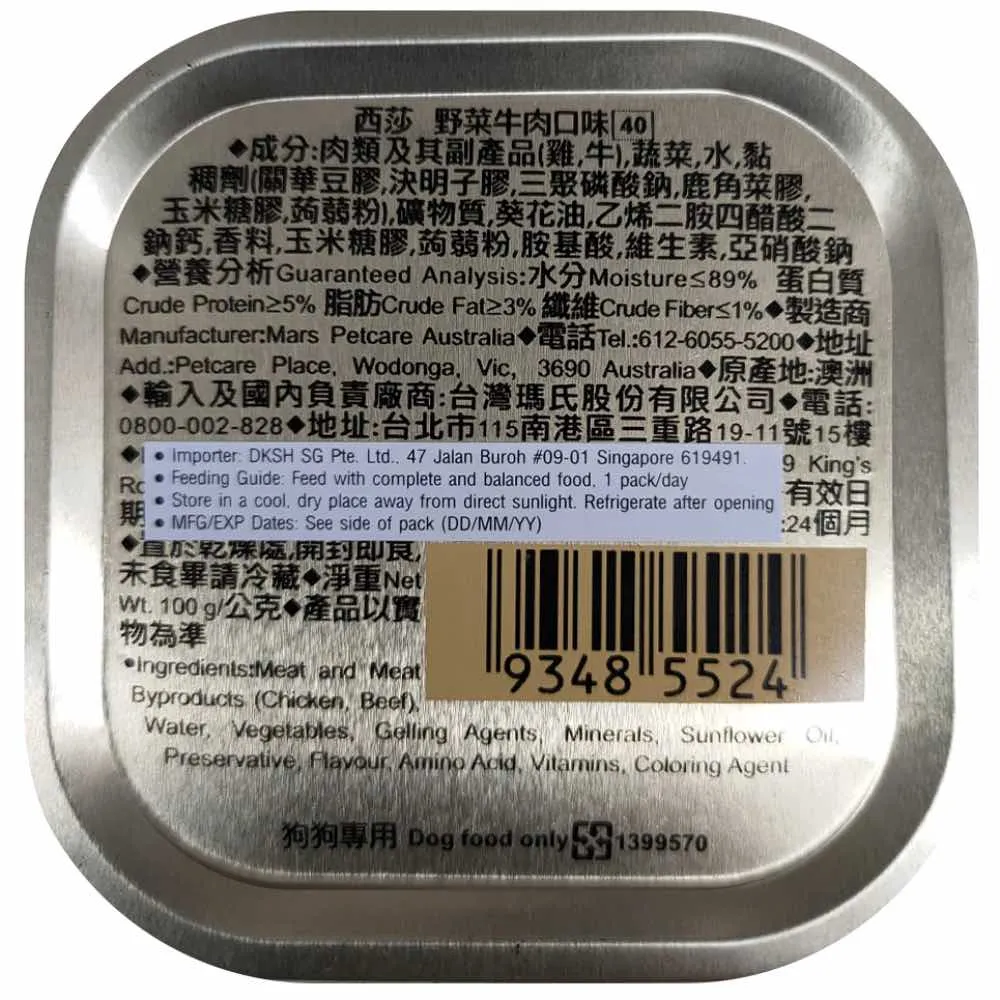 西莎 野菜牛肉口味 40
◆成分:肉類及其副產品(雞,牛),蔬菜,水,黏
稠劑(關華豆膠,決明子膠,三聚磷酸鈉,鹿角菜膠,
玉米糖膠,蒟蒻粉),礦物質,葵花油,乙烯二胺四醋酸二
鈉鈣,香料,玉米糖膠,蒟蒻粉,胺基酸,維生素,亞硝酸鈉
◆營養分析Guaranteed Analysis:水分Moisture≤89% 蛋白質
Crude Protein≥5% 脂肪Crude Fat≥3% 纖維Crude Fiber≤1%◆製造商
Manufacturer:Mars Petcare Australia◆電話Tel.:612-6055-5200◆地址
Add.:Petcare Place, Wodonga, Vic, 3690 Australia◆原產地:澳洲
◆輸入及國內負責廠商:台灣瑪氏股份有限公司◆電話:
0800-002-828◆地址:台北市115南港區三重路19-11號15樓
• Importer: DKSH SG Pte. Ltd., 47 Jalan Buroh #09-01 Singapore 619491.
• Feeding Guide: Feed with complete and balanced food, 1 pack/day
• Store in a cool, dry place away from direct sunlight. Refrigerate after opening
• MFG/EXP Dates: See side of pack (DD/MM/YY)
9 King's
有效日
期 :24個月
◆置於乾燥處,開封即食,
未食畢請冷藏◆淨重Net
Wt. 100 g/公克◆產品以實
物為準
9348 5524
•Ingredients:Meat and Meat
Byproducts (Chicken, Beef),
Water, Vegetables, Gelling Agents, Minerals, Sunflower Oil,
Preservative, Flavour, Amino Acid, Vitamins, Coloring Agent
狗狗專用 Dog food only 1399570